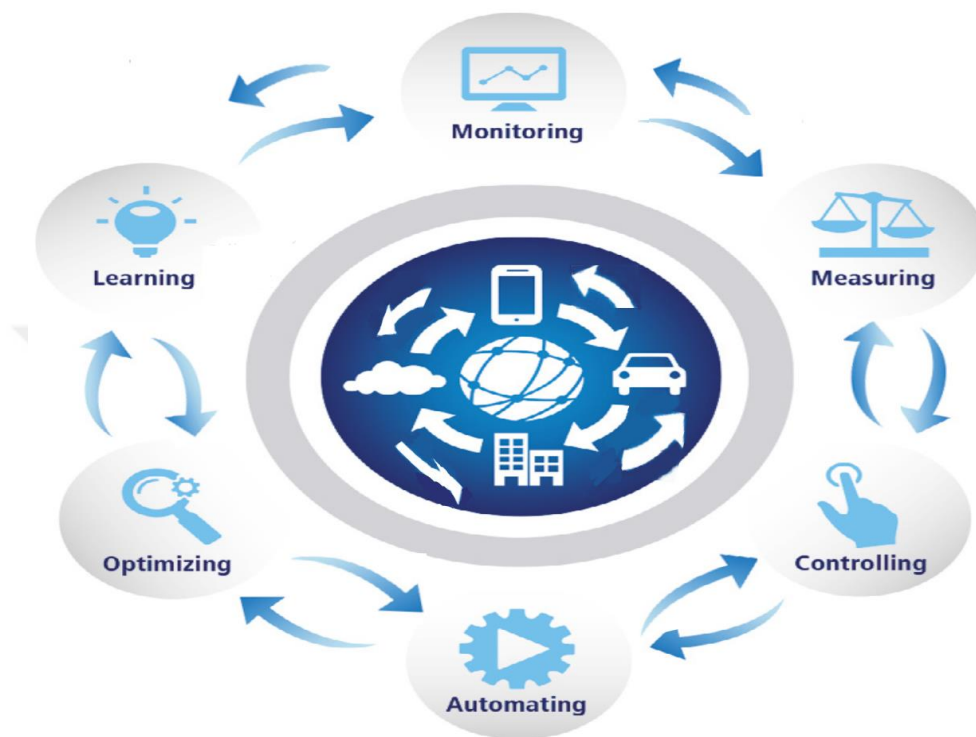 Monitoring
Learning
Measuring
Optimizing
Controlling
Automating